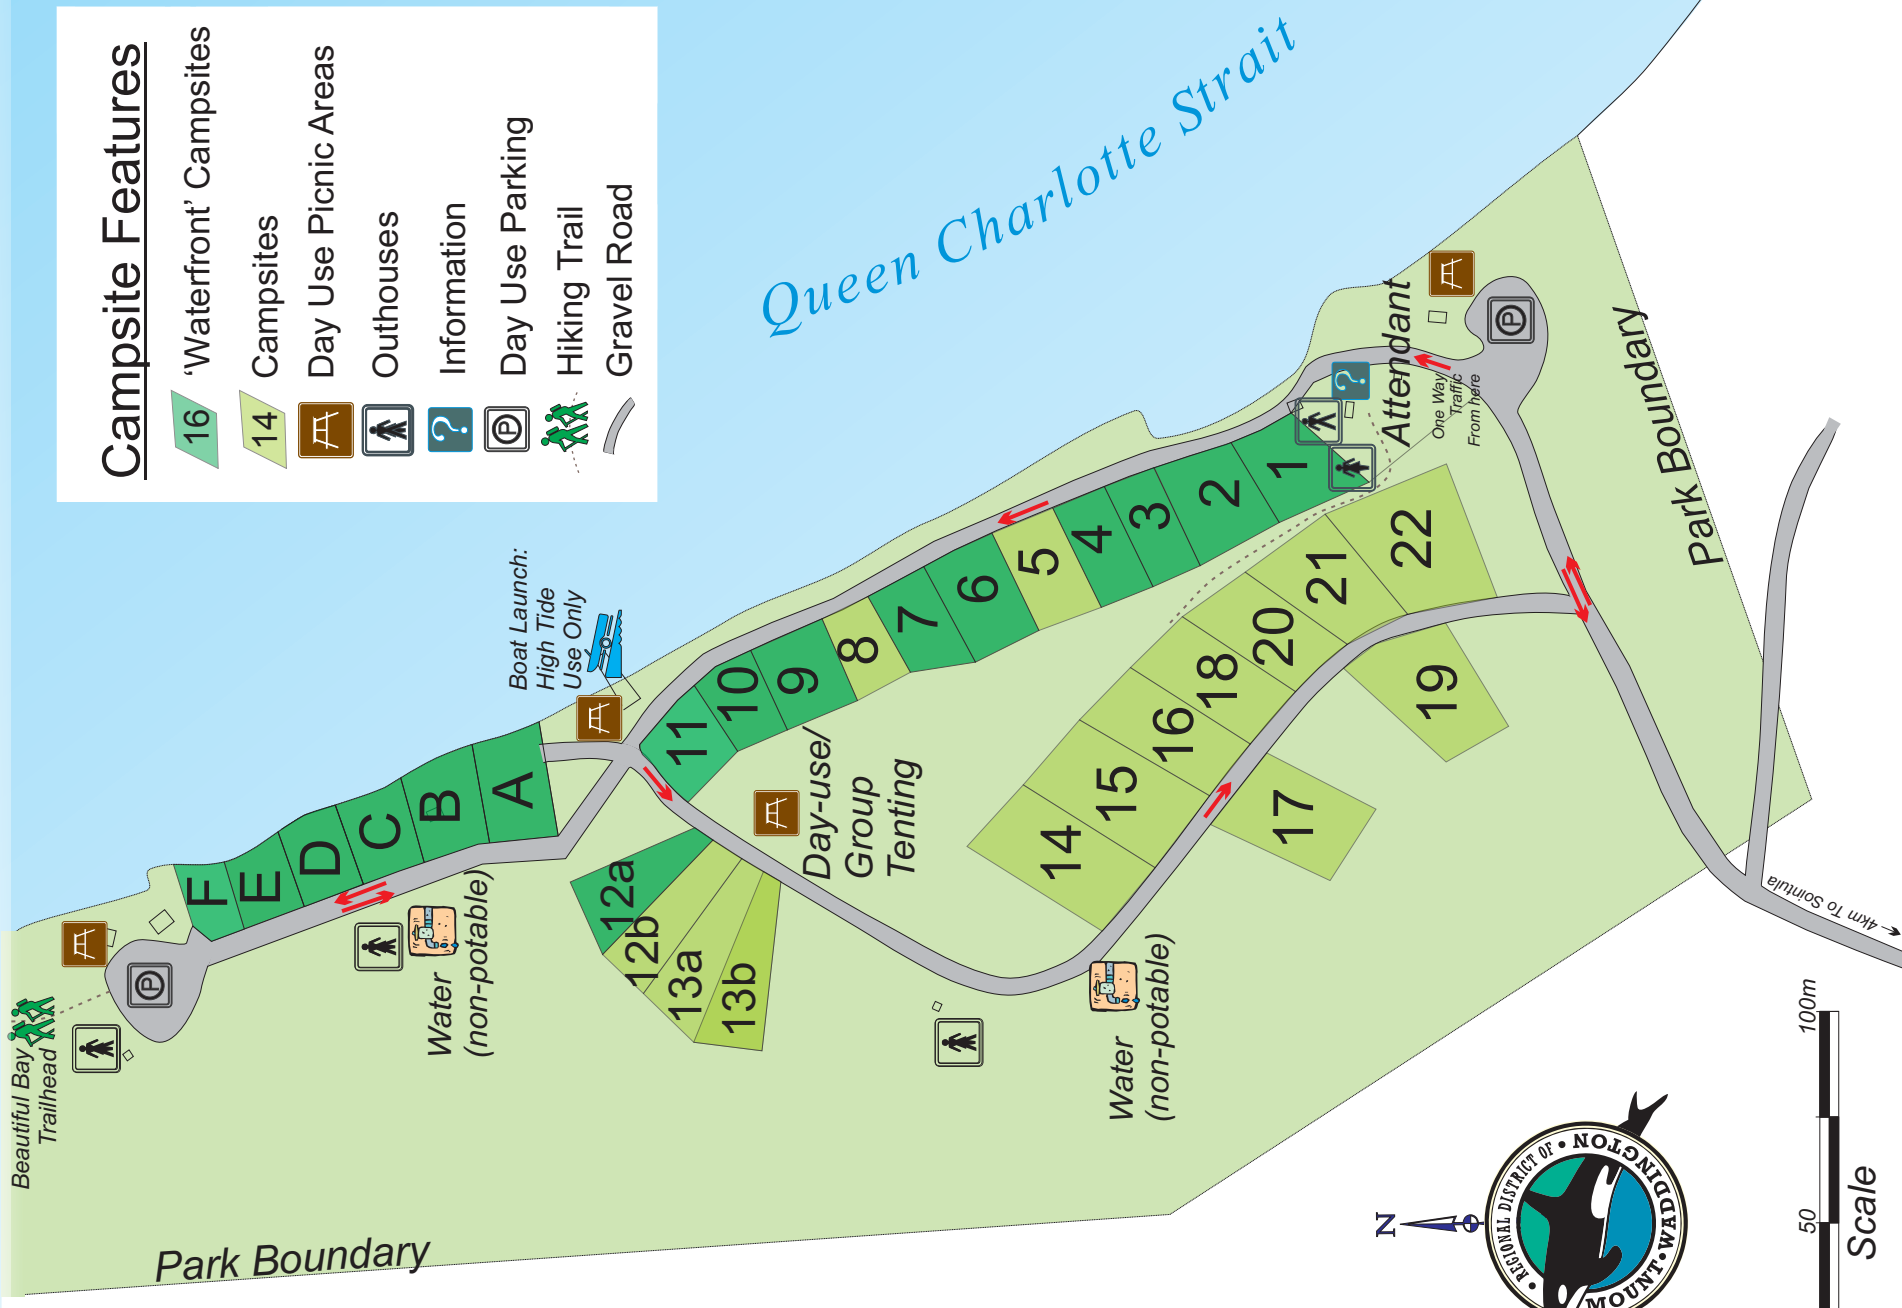 Campsite Features
16 'Waterfront' Campsites
14 Campsites
Day Use Picnic Areas
Outhouses
? Information
P Day Use Parking
Hiking Trail
Gravel Road
Queen Charlotte Strait
Boat Launch:
High Tide
Use Only
Beautiful Bay
Trailhead
P
F
E
D
C
B
A
Water
(non-potable)
11
10
9
8
7
6
5
4
3
2
1
12a
12b
13a
13b
Day-use/
Group
Tenting
14
15
16
17
18
19
20
21
22
Water
(non-potable)
?
Attendant
One Way
Traffic
From here
P
Park Boundary
Park Boundary
4km To Sointula
N
• REGIONAL DISTRICT OF •
MOUNT • WADDINGTON
50
100m
Scale